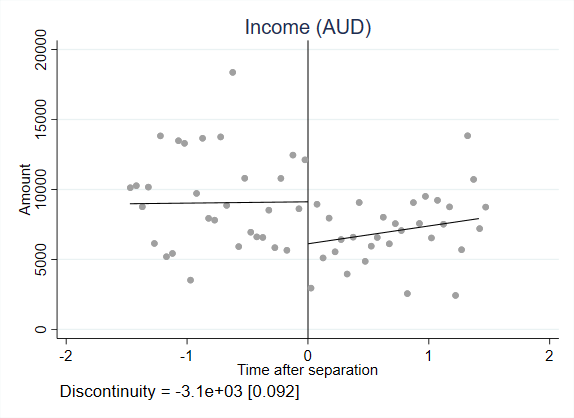 Income (AUD)
20000
15000
10000
5000
0
Amount
-2
-1
0
1
2
Time after separation
Discontinuity = -3.1e+03 [0.092]